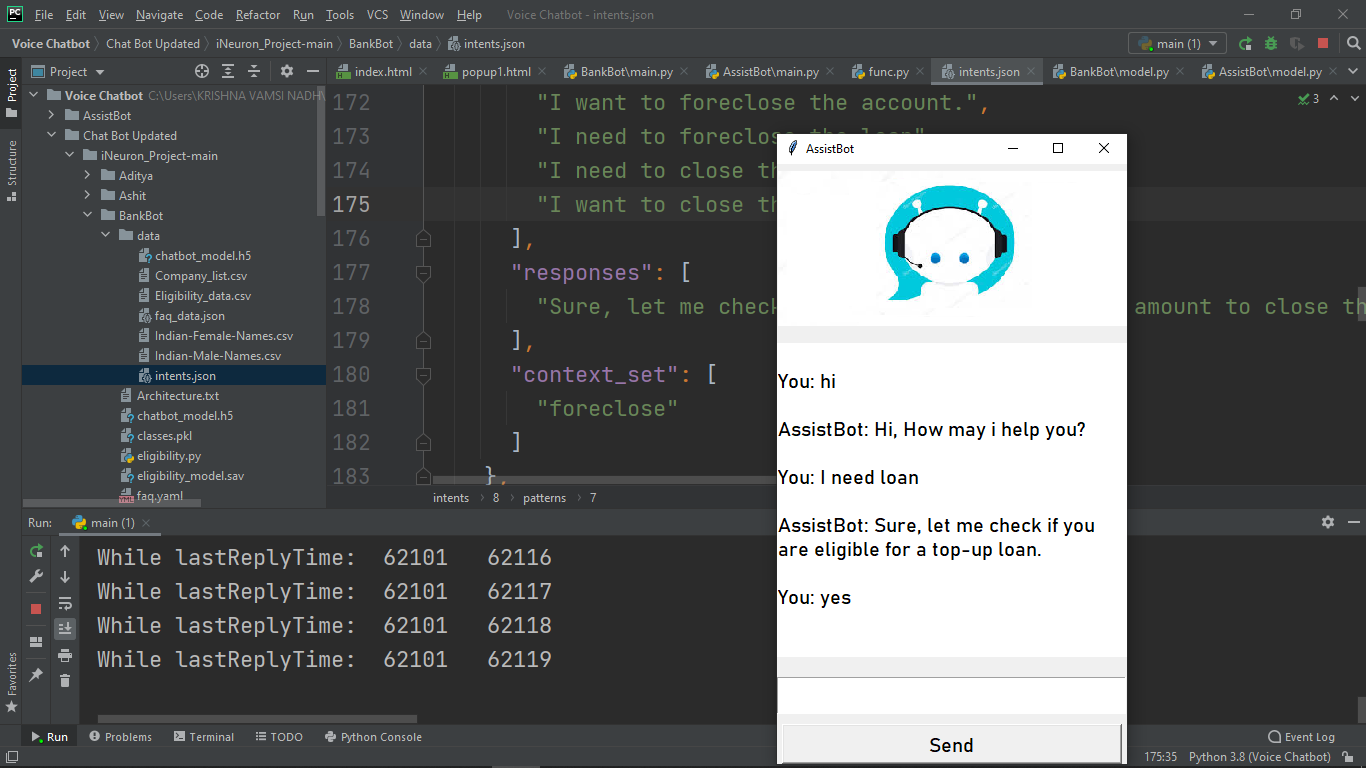 File Edit View Navigate Code Refactor Run Tools VCS Window Help Voice Chatbot - intents.json
Voice Chatbot Chat Bot Updated iNeuron_Project-main BankBot data intents.json main (1)
Project
index.html popup1.html BankBot\main.py AssistBot\main.py func.py intents.json BankBot\model.py AssistBot\model.py
Project
Structure
Favorites
Voice Chatbot C:\Users\KRISHNA VAMSI NADH\
AssistBot
Chat Bot Updated
iNeuron_Project-main
Aditya
Ashit
BankBot
data
chatbot_model.h5
Company_list.csv
Eligibility_data.csv
faq_data.json
Indian-Female-Names.csv
Indian-Male-Names.csv
intents.json
Architecture.txt
chatbot_model.h5
classes.pkl
eligibility.py
eligibility_model.sav
faq.yaml
3
172 "I want to foreclose the account.",
173 "I need to foreclose the loan"
174 "I need to close th
175 "I want to close th
176 ],
177 "responses": [
178 "Sure, let me check amount to close th
179 ],
180 "context_set": [
181 "foreclose"
182 ]
183 },
intents 8 patterns 7
AssistBot
You: hi
AssistBot: Hi, How may i help you?
You: I need loan
AssistBot: Sure, let me check if you
are eligible for a top-up loan.
You: yes
Send
Run: main (1)
While lastReplyTime: 62101 62116
While lastReplyTime: 62101 62117
While lastReplyTime: 62101 62118
While lastReplyTime: 62101 62119
Run Problems Terminal TODO Python Console Event Log
175:35 Python 3.8 (Voice Chatbot)